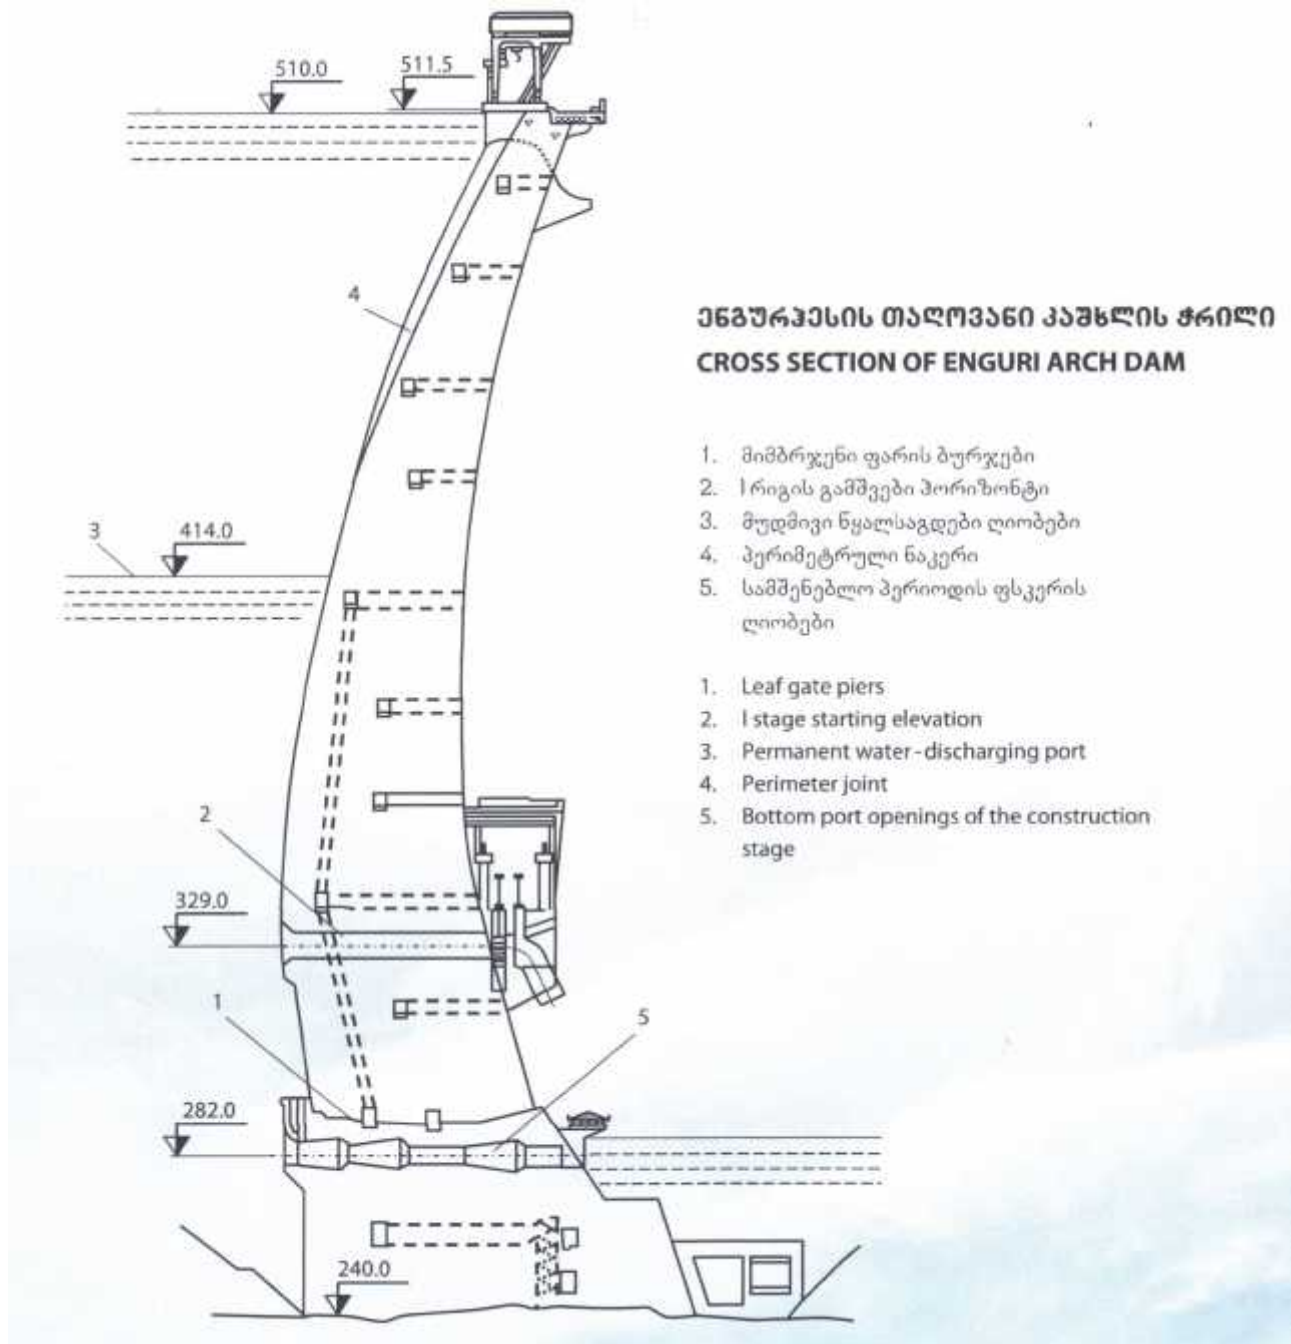 510.0
511.5
4
ენგურჰესის თაღოვანი კაშხლის ჭრილი
CROSS SECTION OF ENGURI ARCH DAM
1. მიმბრჯენი ფარის ბურჯები
2. I რიგის გამშვები ჰორიზონტი
3. მუდმივი წყალსაგდები ღიობები
4. პერიმეტრული ნაკერი
5. სამშენებლო პერიოდის ფსკერის
ღიობები
3
414.0
1. Leaf gate piers
2. I stage starting elevation
3. Permanent water-discharging port
4. Perimeter joint
5. Bottom port openings of the construction
stage
2
329.0
1
5
282.0
240.0